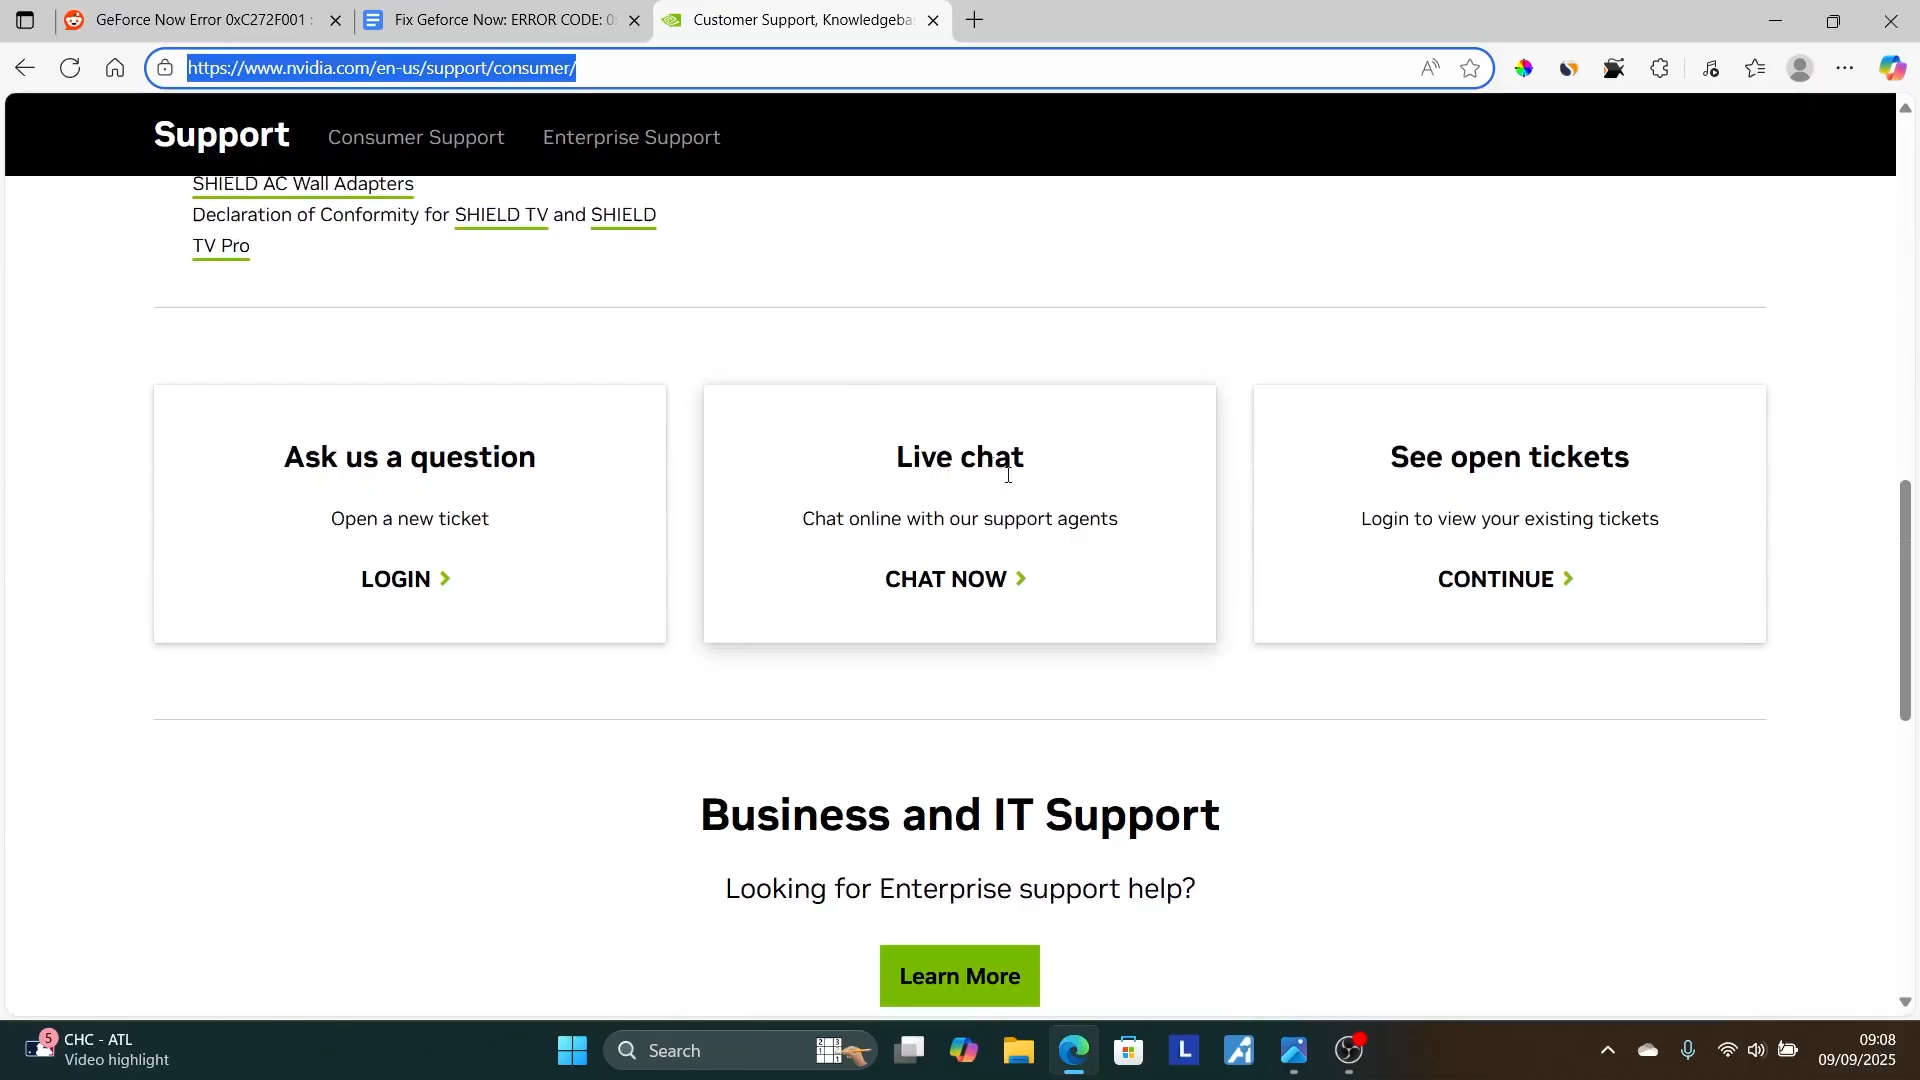 GeForce Now Error 0xC272F001 :
Fix Geforce Now: ERROR CODE: 0
Customer Support, Knowledgeba
https://www.nvidia.com/en-us/support/consumer/
Support
Consumer Support
Enterprise Support
SHIELD AC Wall Adapters
Declaration of Conformity for SHIELD TV and SHIELD
TV Pro
Ask us a question
Open a new ticket
LOGIN
Live chat
Chat online with our support agents
CHAT NOW
See open tickets
Login to view your existing tickets
CONTINUE
Business and IT Support
Looking for Enterprise support help?
Learn More
5
CHC - ATL
Video highlight
Search
L
09:08
09/09/2025